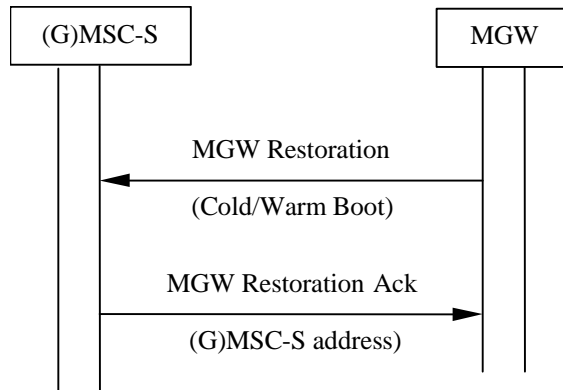 (G)MSC-S
MGW
MGW Restoration
(Cold/Warm Boot)
MGW Restoration Ack
(G)MSC-S address)